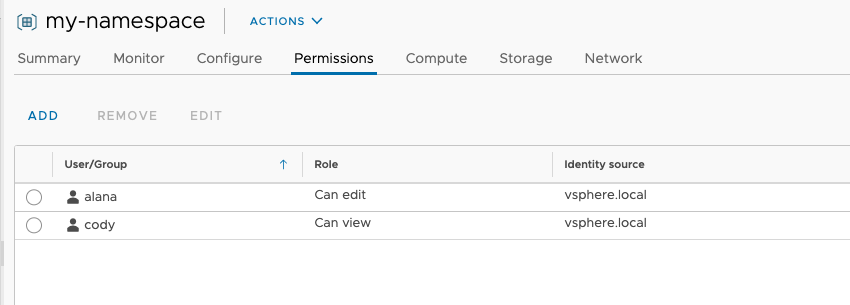 my-namespace ACTIONS
Summary Monitor Configure Permissions Compute Storage Network
ADD REMOVE EDIT
User/Group Role Identity source
alana Can edit vsphere.local
cody Can view vsphere.local